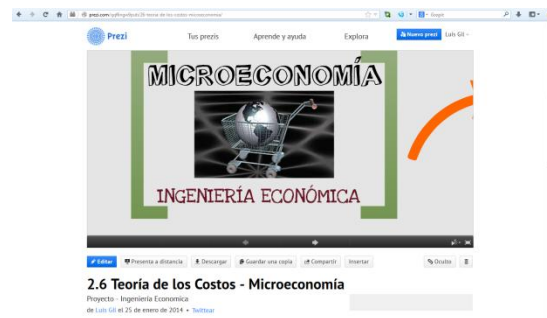 Prezi
Tus prezis
Aprende y ayuda
Explora
Nuevo prezi
Luis Gil
MICROECONOMÍA
INGENIERÍA ECONÓMICA
Editar
Presenta a distancia
Descargar
Guardar una copia
Compartir
Insertar
Oculto
2.6 Teoría de los Costos - Microeconomía
Proyecto - Ingeniería Economica
de Luis Gil el 25 de enero de 2014 • Twittear